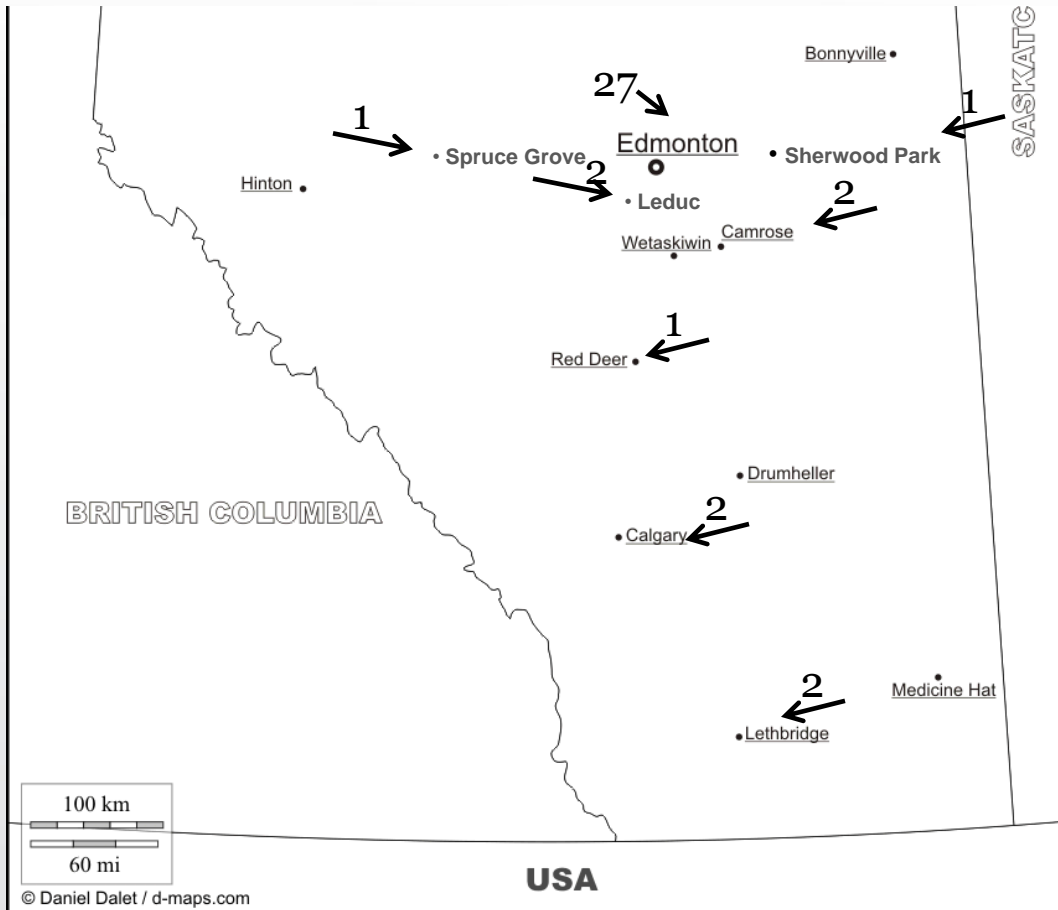 SASKATC
Bonnyville
27
1
1
Edmonton
Spruce Grove
Sherwood Park
2
Hinton
Leduc
2
Camrose
Wetaskiwin
1
Red Deer
Drumheller
BRITISH COLUMBIA
2
Calgary
2
Medicine Hat
Lethbridge
100 km
60 mi
USA
© Daniel Dalet / d-maps.com